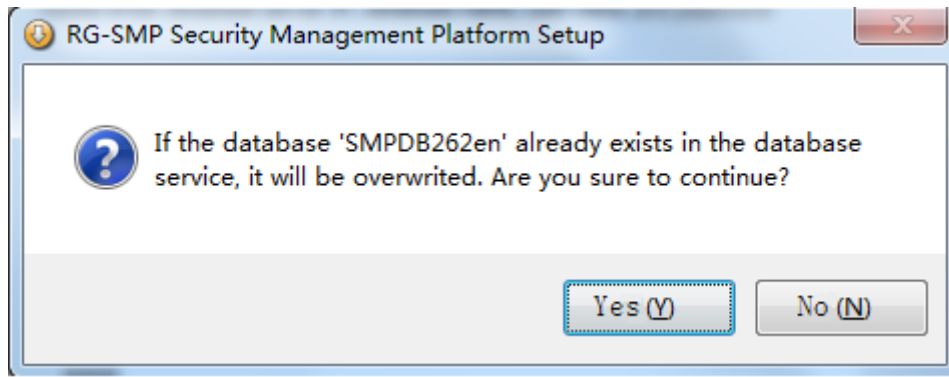 RG-SMP Security Management Platform Setup
If the database 'SMPDB262en' already exists in the database
service, it will be overwrited. Are you sure to continue?
Yes(Y)
No(N)